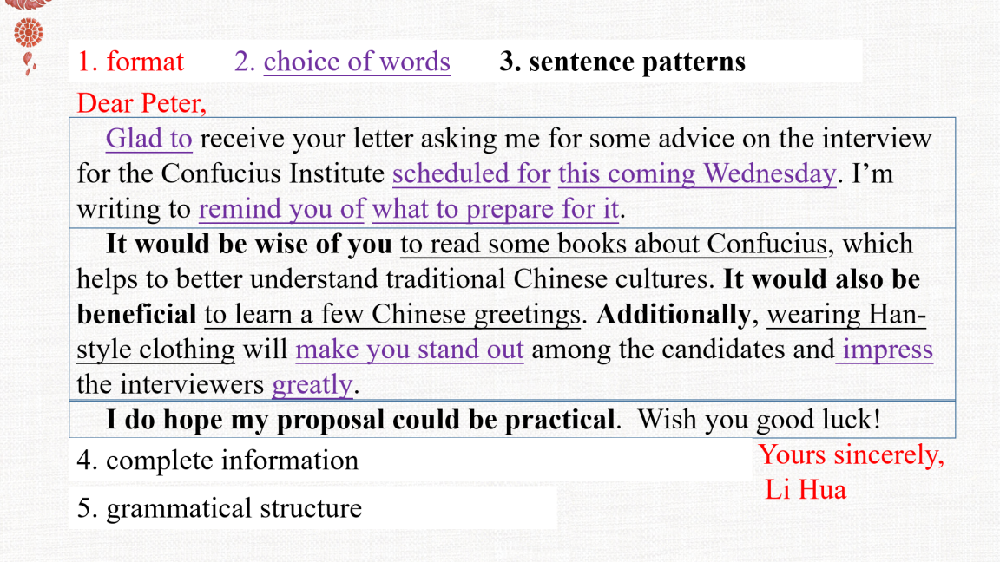 1. format 2. choice of words 3. sentence patterns
Dear Peter,
Glad to receive your letter asking me for some advice on the interview
for the Confucius Institute scheduled for this coming Wednesday. I’m
writing to remind you of what to prepare for it.
It would be wise of you to read some books about Confucius, which
helps to better understand traditional Chinese cultures. It would also be
beneficial to learn a few Chinese greetings. Additionally, wearing Han-
style clothing will make you stand out among the candidates and impress
the interviewers greatly.
I do hope my proposal could be practical. Wish you good luck!
4. complete information
Yours sincerely,
Li Hua
5. grammatical structure